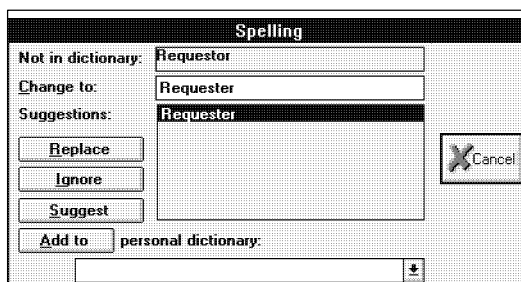 Spelling
Not in dictionary: Requestor
Change to: Requester
Suggestions: Requester
Replace
Ignore
Suggest
Cancel
Add to personal dictionary: